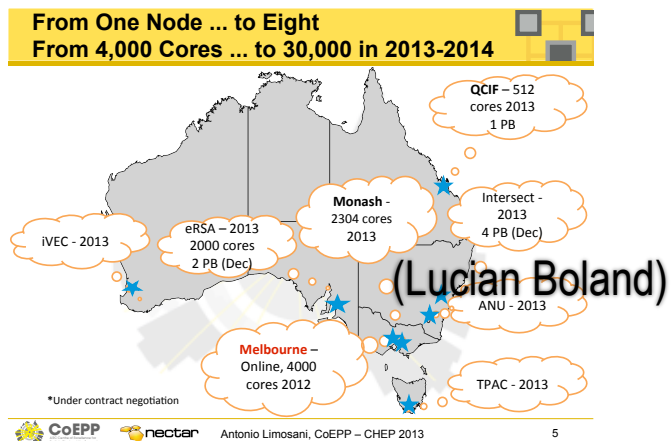 From One Node ... to Eight
From 4,000 Cores ... to 30,000 in 2013-2014
QCIF – 512
cores 2013
1 PB
Monash -
2304 cores
2013
Intersect -
2013
4 PB (Dec)
iVEC - 2013
eRSA – 2013
2000 cores
2 PB (Dec)
(Lucian Boland)
ANU - 2013
Melbourne –
Online, 4000
cores 2012
TPAC - 2013
*Under contract negotiation
CoEPP
nectar
Antonio Limosani, CoEPP – CHEP 2013
5